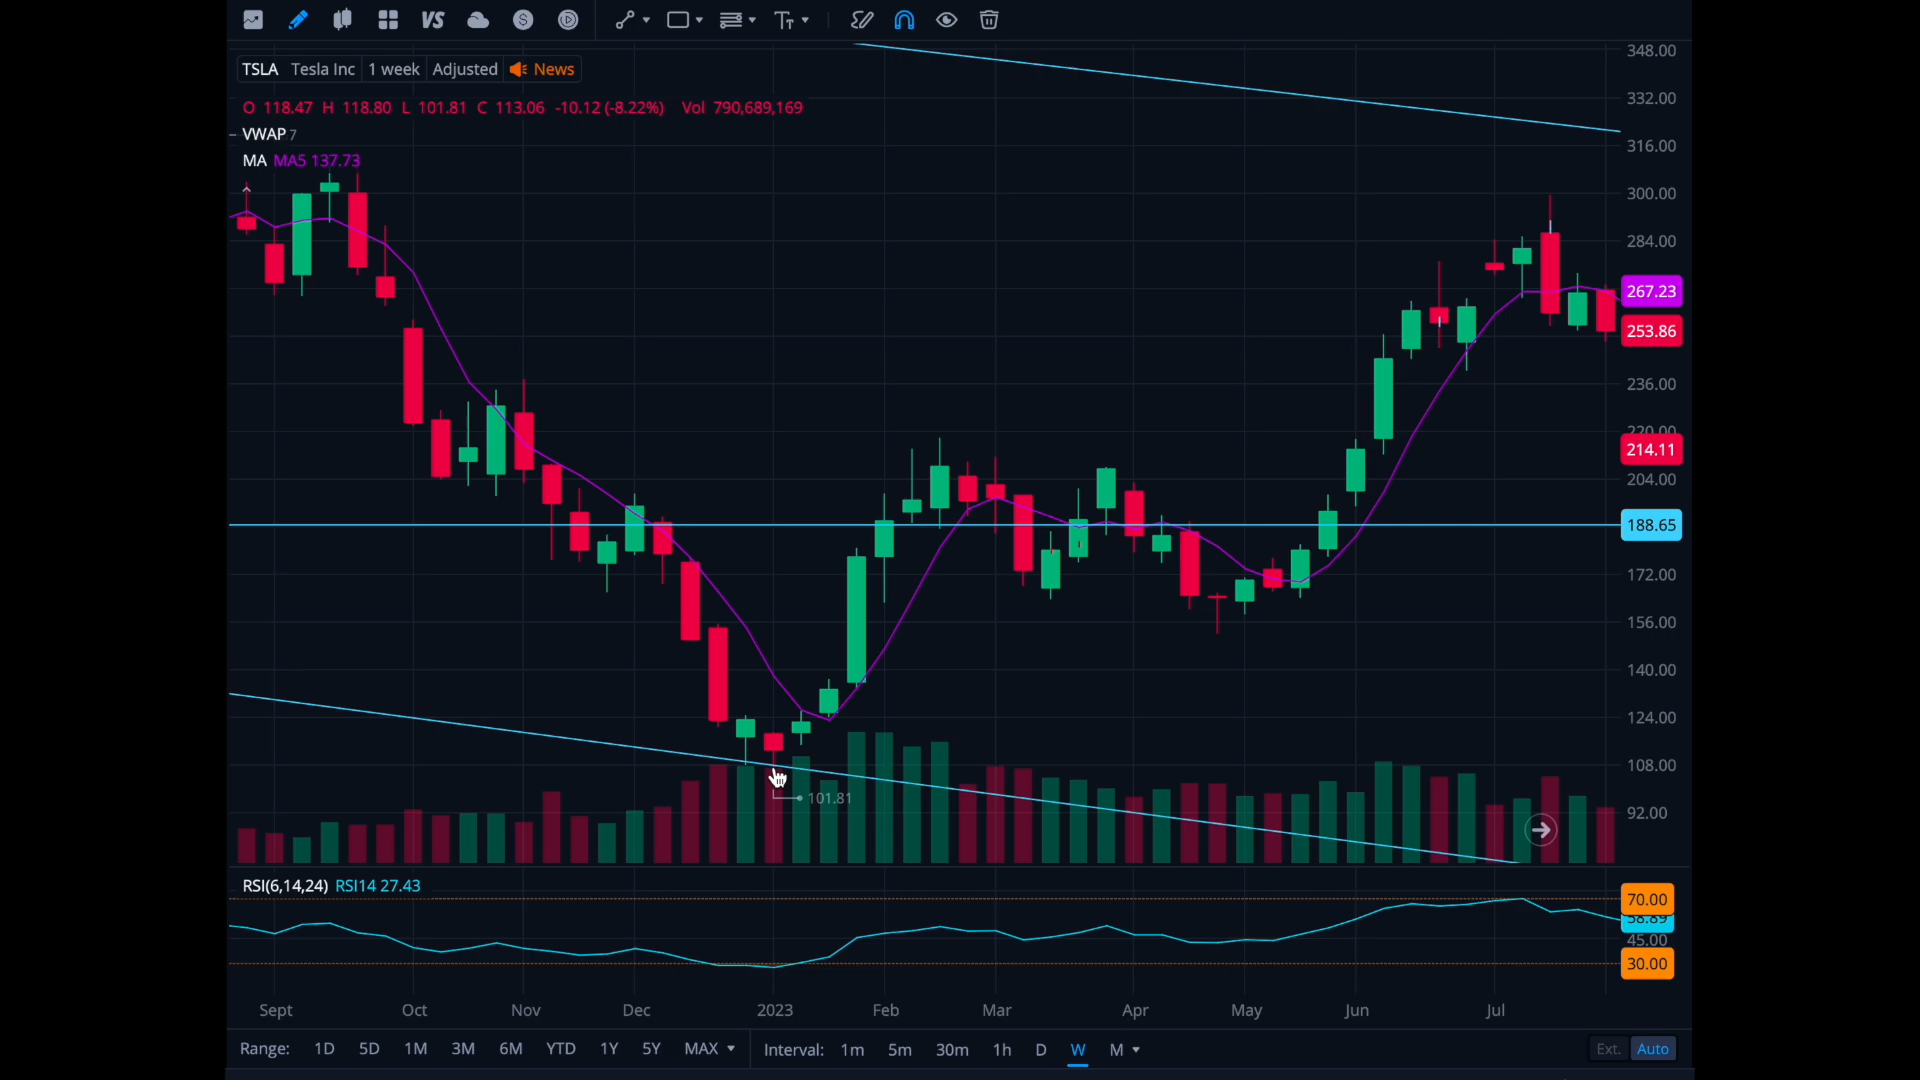 VS
TSLA Tesla Inc 1 week Adjusted News
O 118.47 H 118.80 L 101.81 C 113.06 -10.12 (-8.22%) Vol 790,689,169
VWAP 7
MA MA5 137.73
348.00
332.00
316.00
300.00
284.00
267.23
253.86
236.00
220.00
214.11
204.00
188.65
172.00
156.00
140.00
124.00
108.00
101.81
92.00
RSI(6,14,24) RSI14 27.43
70.00
58.89
45.00
30.00
Sept Oct Nov Dec 2023 Feb Mar Apr May Jun Jul
Range: 1D 5D 1M 3M 6M YTD 1Y 5Y MAX Interval: 1m 5m 30m 1h D W M Ext. Auto